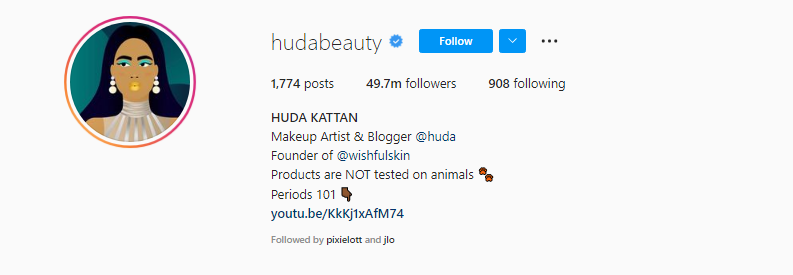 hudabeauty Follow
1,774 posts 49.7m followers 908 following
HUDA KATTAN
Makeup Artist & Blogger @huda
Founder of @wishfulskin
Products are NOT tested on animals 🐾
Periods 101 👇🏾
youtu.be/KkKj1xAfM74
Followed by pixielott and jlo